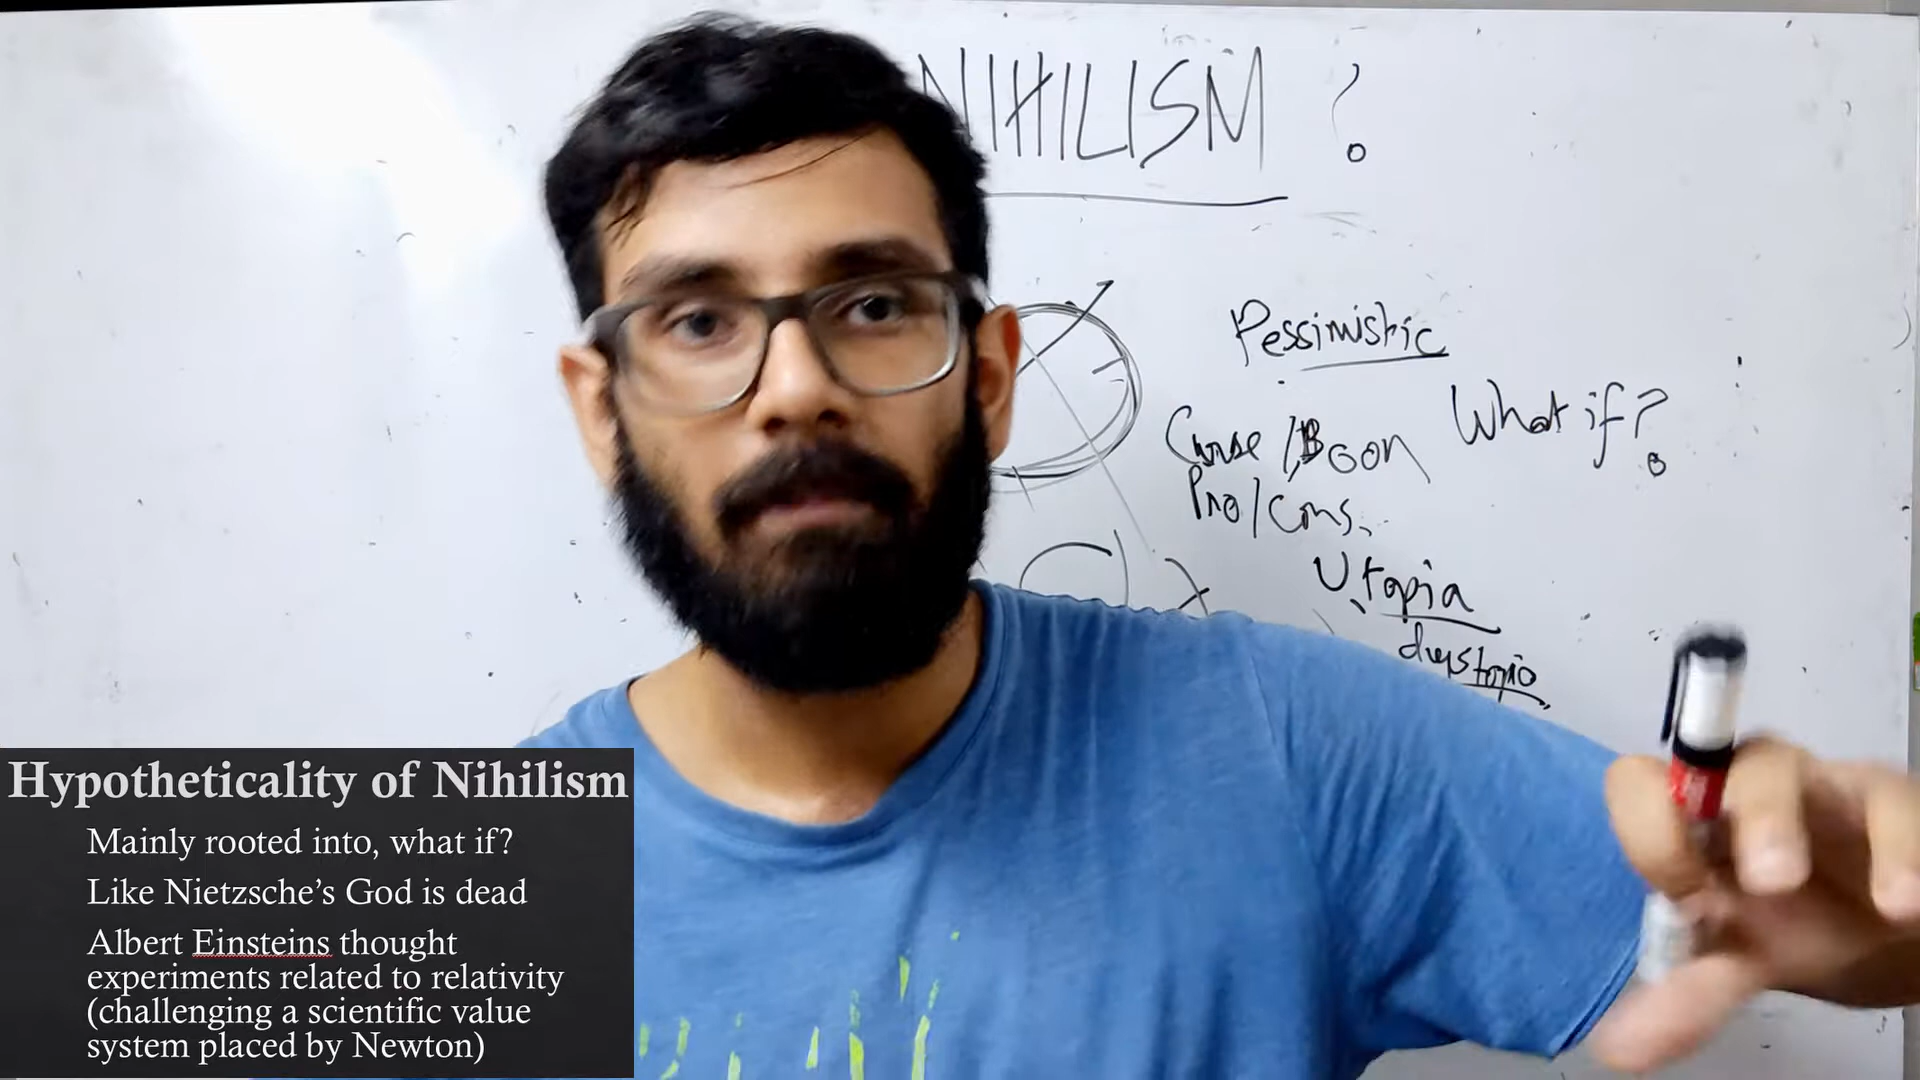 NIHILISM ?
Pessimistic
What if?
Curse / Boon
Pro/Cons.
Utopia
dystopia
Hypotheticality of Nihilism
Mainly rooted into, what if?
Like Nietzsche’s God is dead
Albert Einsteins thought
experiments related to relativity
(challenging a scientific value
system placed by Newton)